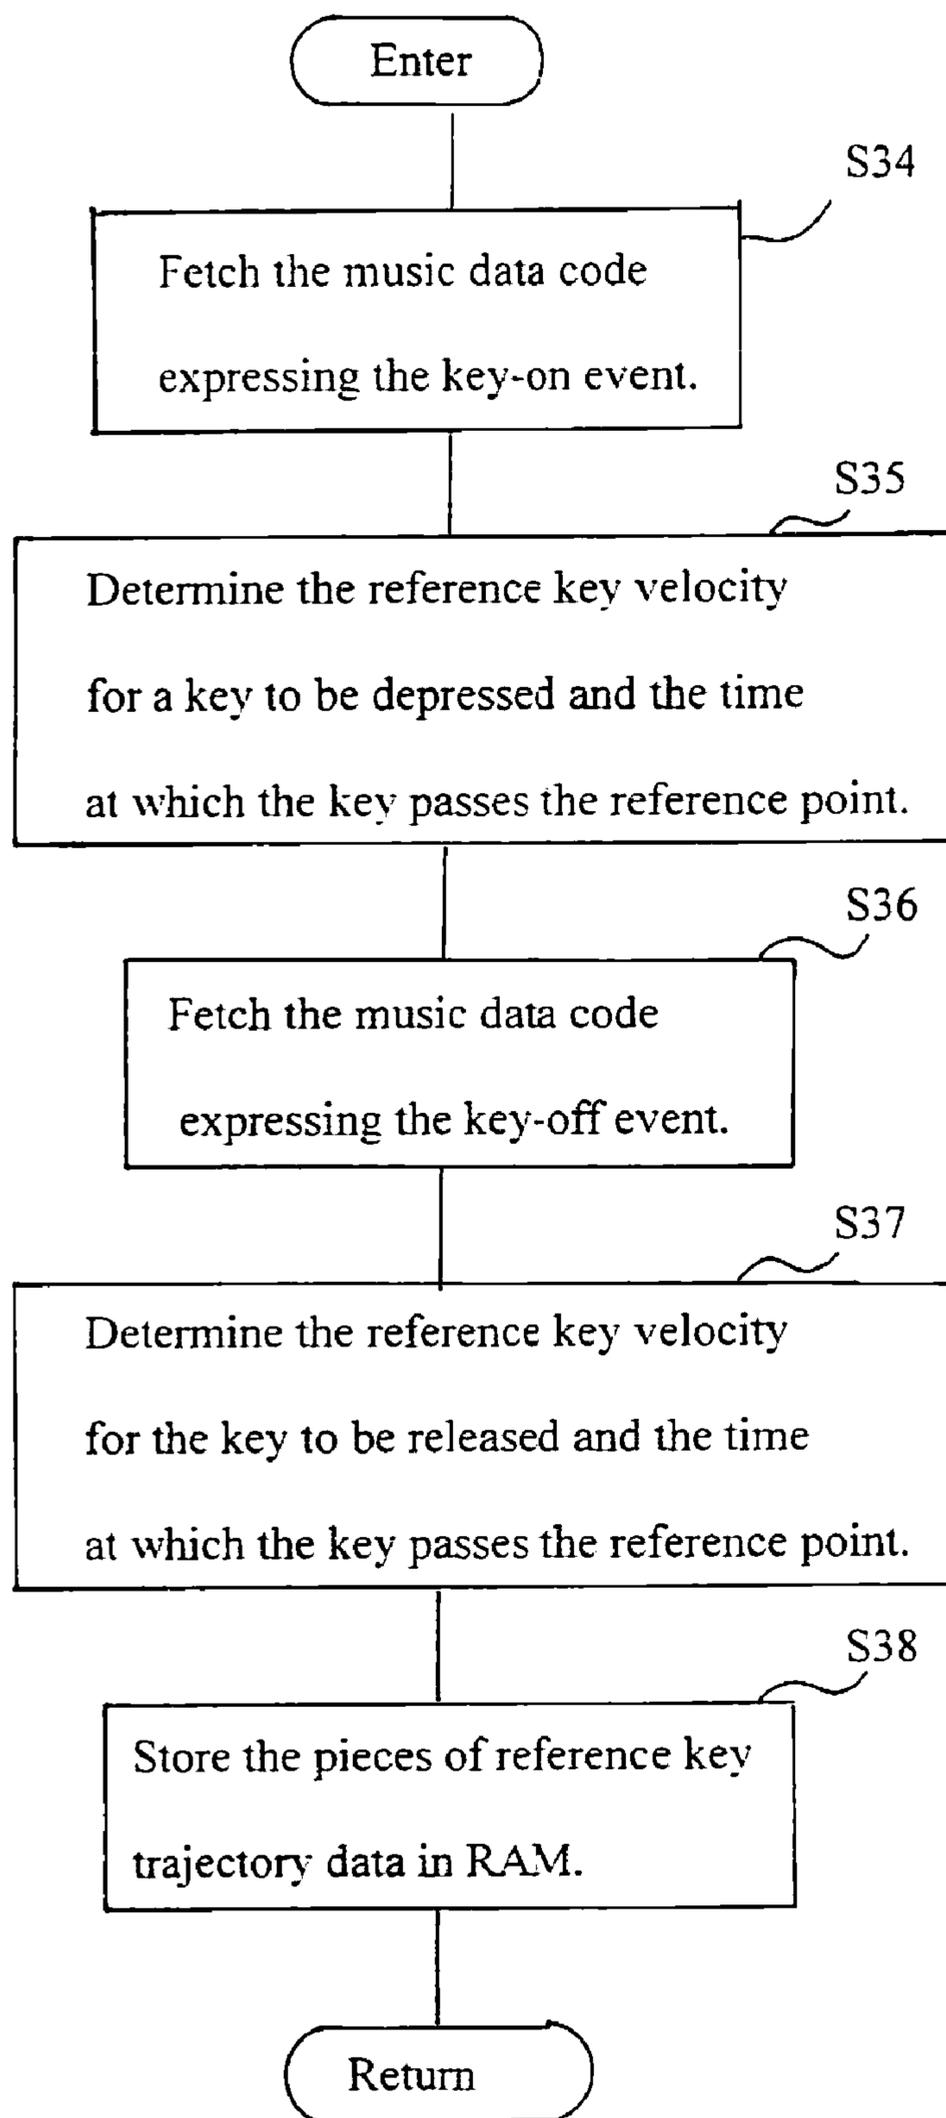 Enter
S34
Fetch the music data code
expressing the key-on event.
S35
Determine the reference key velocity
for a key to be depressed and the time
at which the key passes the reference point.
S36
Fetch the music data code
expressing the key-off event.
S37
Determine the reference key velocity
for the key to be released and the time
at which the key passes the reference point.
S38
Store the pieces of reference key
trajectory data in RAM.
Return